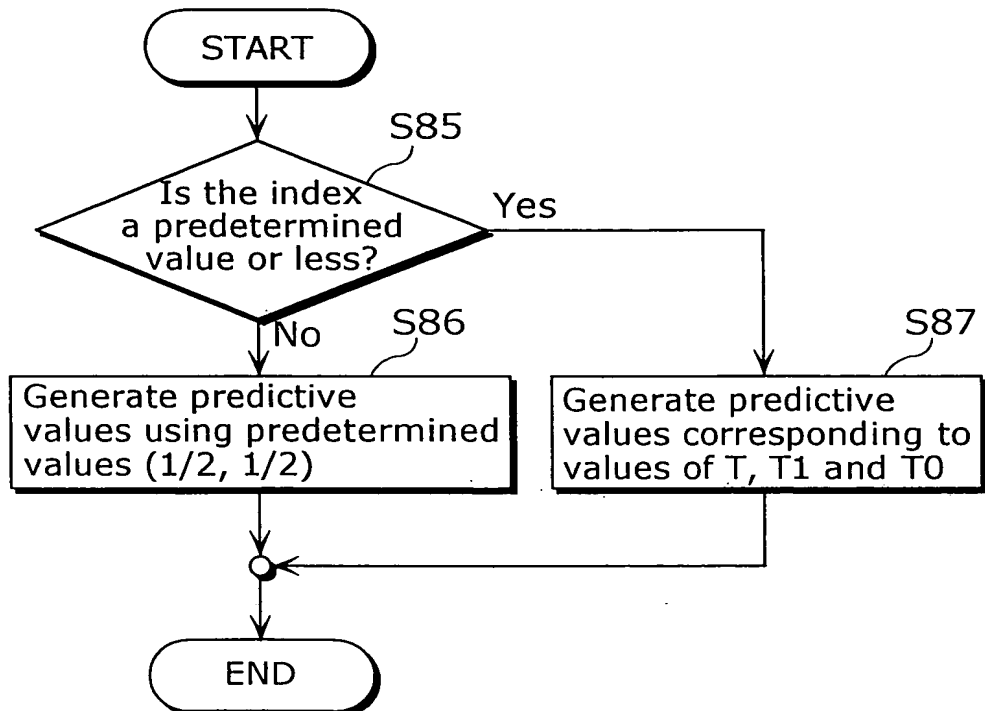 START
S85
Is the index
a predetermined
value or less?
Yes
No
S86
Generate predictive
values using predetermined
values (1/2, 1/2)
S87
Generate predictive
values corresponding to
values of T, T1 and T0
END